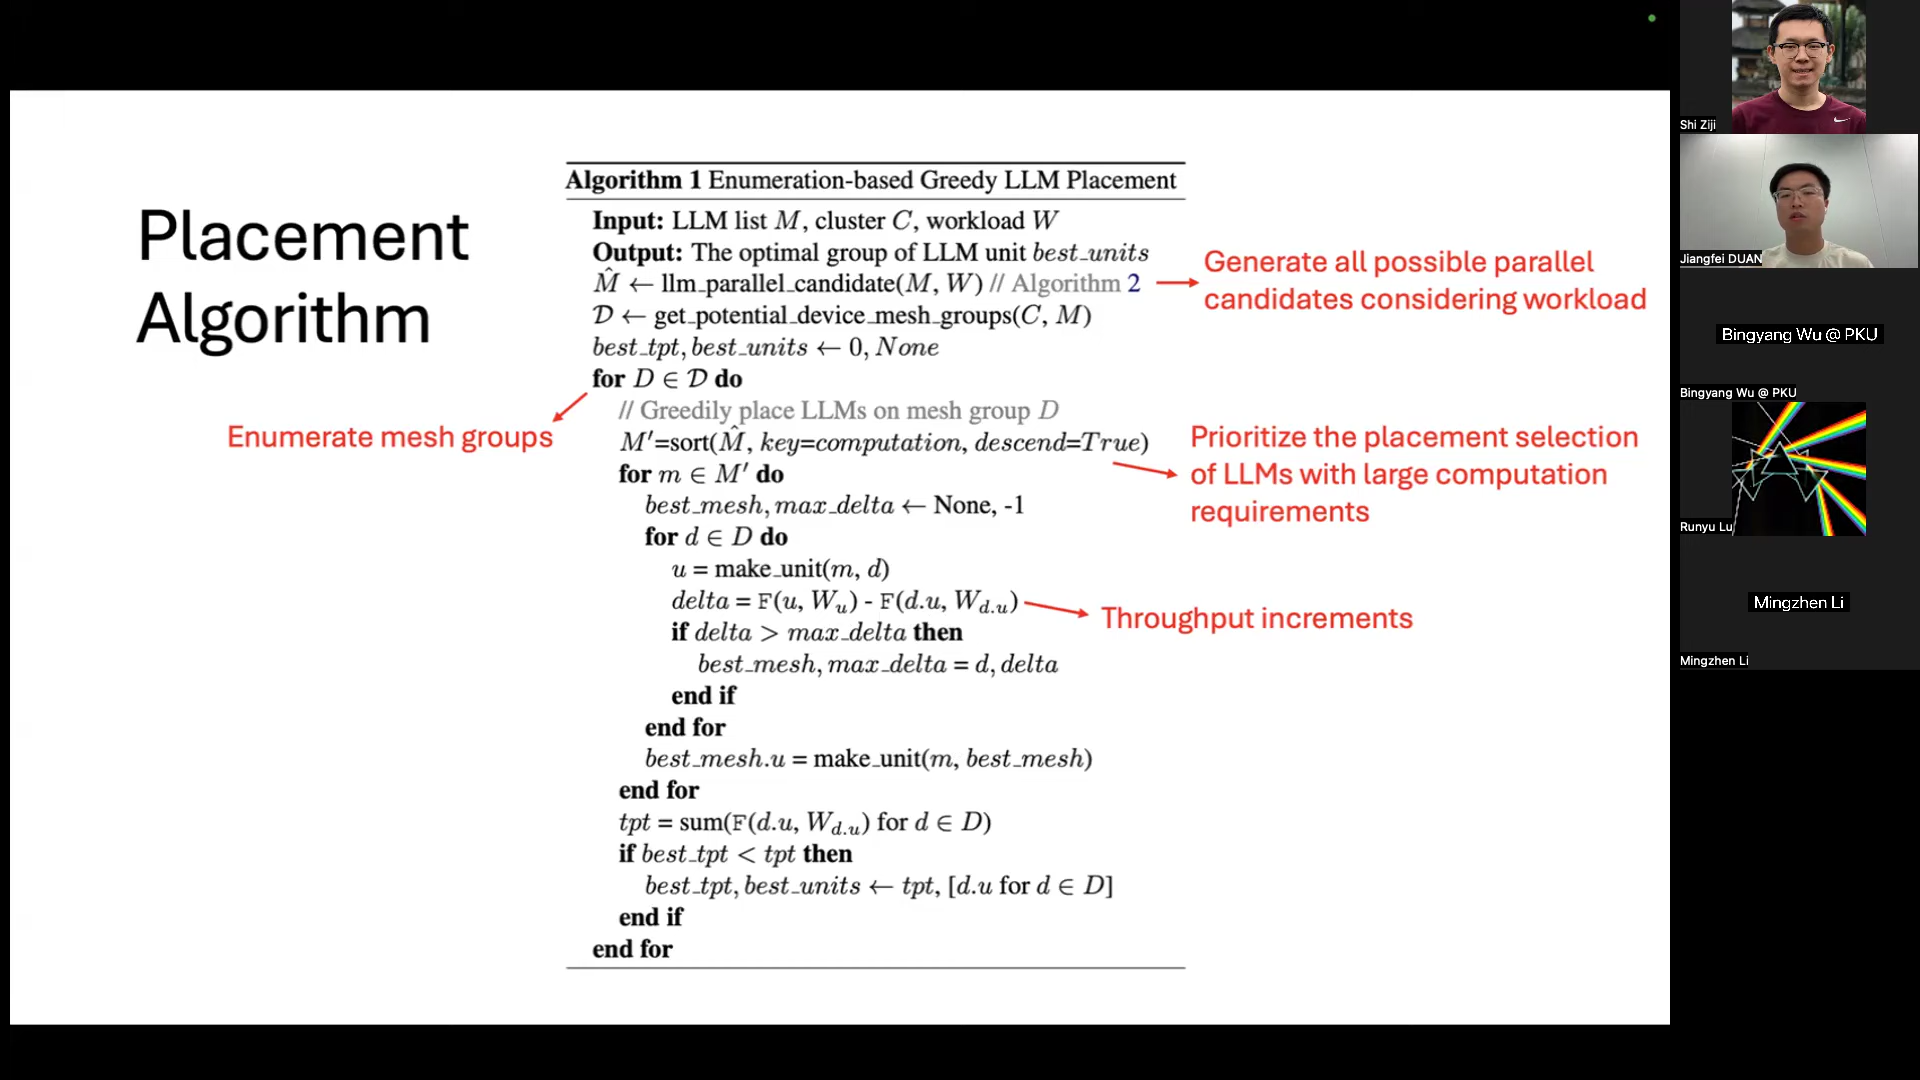 Placement
Algorithm
Algorithm 1 Enumeration-based Greedy LLM Placement
Input: LLM list M, cluster C, workload W
Output: The optimal group of LLM unit best_units
M̂ ← llm_parallel_candidate(M, W) // Algorithm 2
𝒟 ← get_potential_device_mesh_groups(C, M)
best_tpt, best_units ← 0, None
for D ∈ 𝒟 do
// Greedily place LLMs on mesh group D
M′=sort(M̂, key=computation, descend=True)
for m ∈ M′ do
best_mesh, max_delta ← None, -1
for d ∈ D do
u = make_unit(m, d)
delta = F(u, W_u) - F(d.u, W_{d.u})
if delta > max_delta then
best_mesh, max_delta = d, delta
end if
end for
best_mesh.u = make_unit(m, best_mesh)
end for
tpt = sum(F(d.u, W_{d.u}) for d ∈ D)
if best_tpt < tpt then
best_tpt, best_units ← tpt, [d.u for d ∈ D]
end if
end for
Generate all possible parallel
candidates considering workload
Enumerate mesh groups
Prioritize the placement selection
of LLMs with large computation
requirements
Throughput increments
Shi Ziji
Jiangfei DUAN
Bingyang Wu @ PKU
Bingyang Wu @ PKU
Runyu Lu
Mingzhen Li
Mingzhen Li